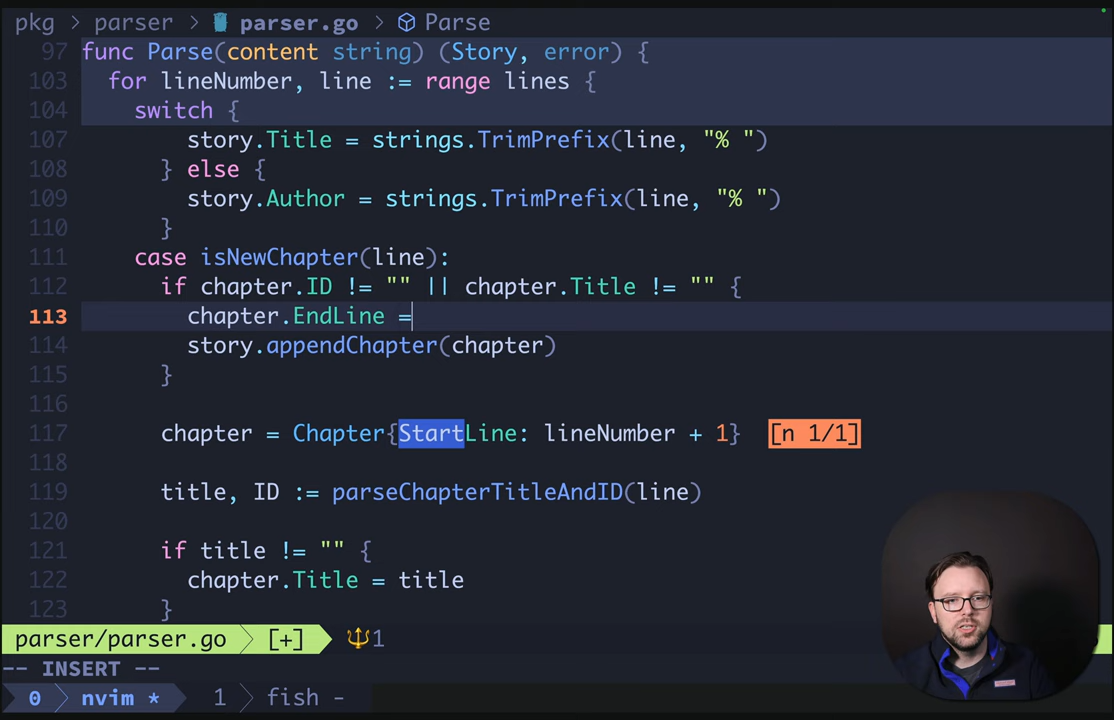 pkg > parser > parser.go > Parse
97 func Parse(content string) (Story, error) {
103 for lineNumber, line := range lines {
104 switch {
107 story.Title = strings.TrimPrefix(line, "% ")
108 } else {
109 story.Author = strings.TrimPrefix(line, "% ")
110 }
111 case isNewChapter(line):
112 if chapter.ID != "" || chapter.Title != "" {
113 chapter.EndLine =
114 story.appendChapter(chapter)
115 }
116
117 chapter = Chapter{StartLine: lineNumber + 1} [n 1/1]
118
119 title, ID := parseChapterTitleAndID(line)
120
121 if title != "" {
122 chapter.Title = title
123 }
parser/parser.go > [+] 1
-- INSERT --
0 > nvim * 1 > fish -